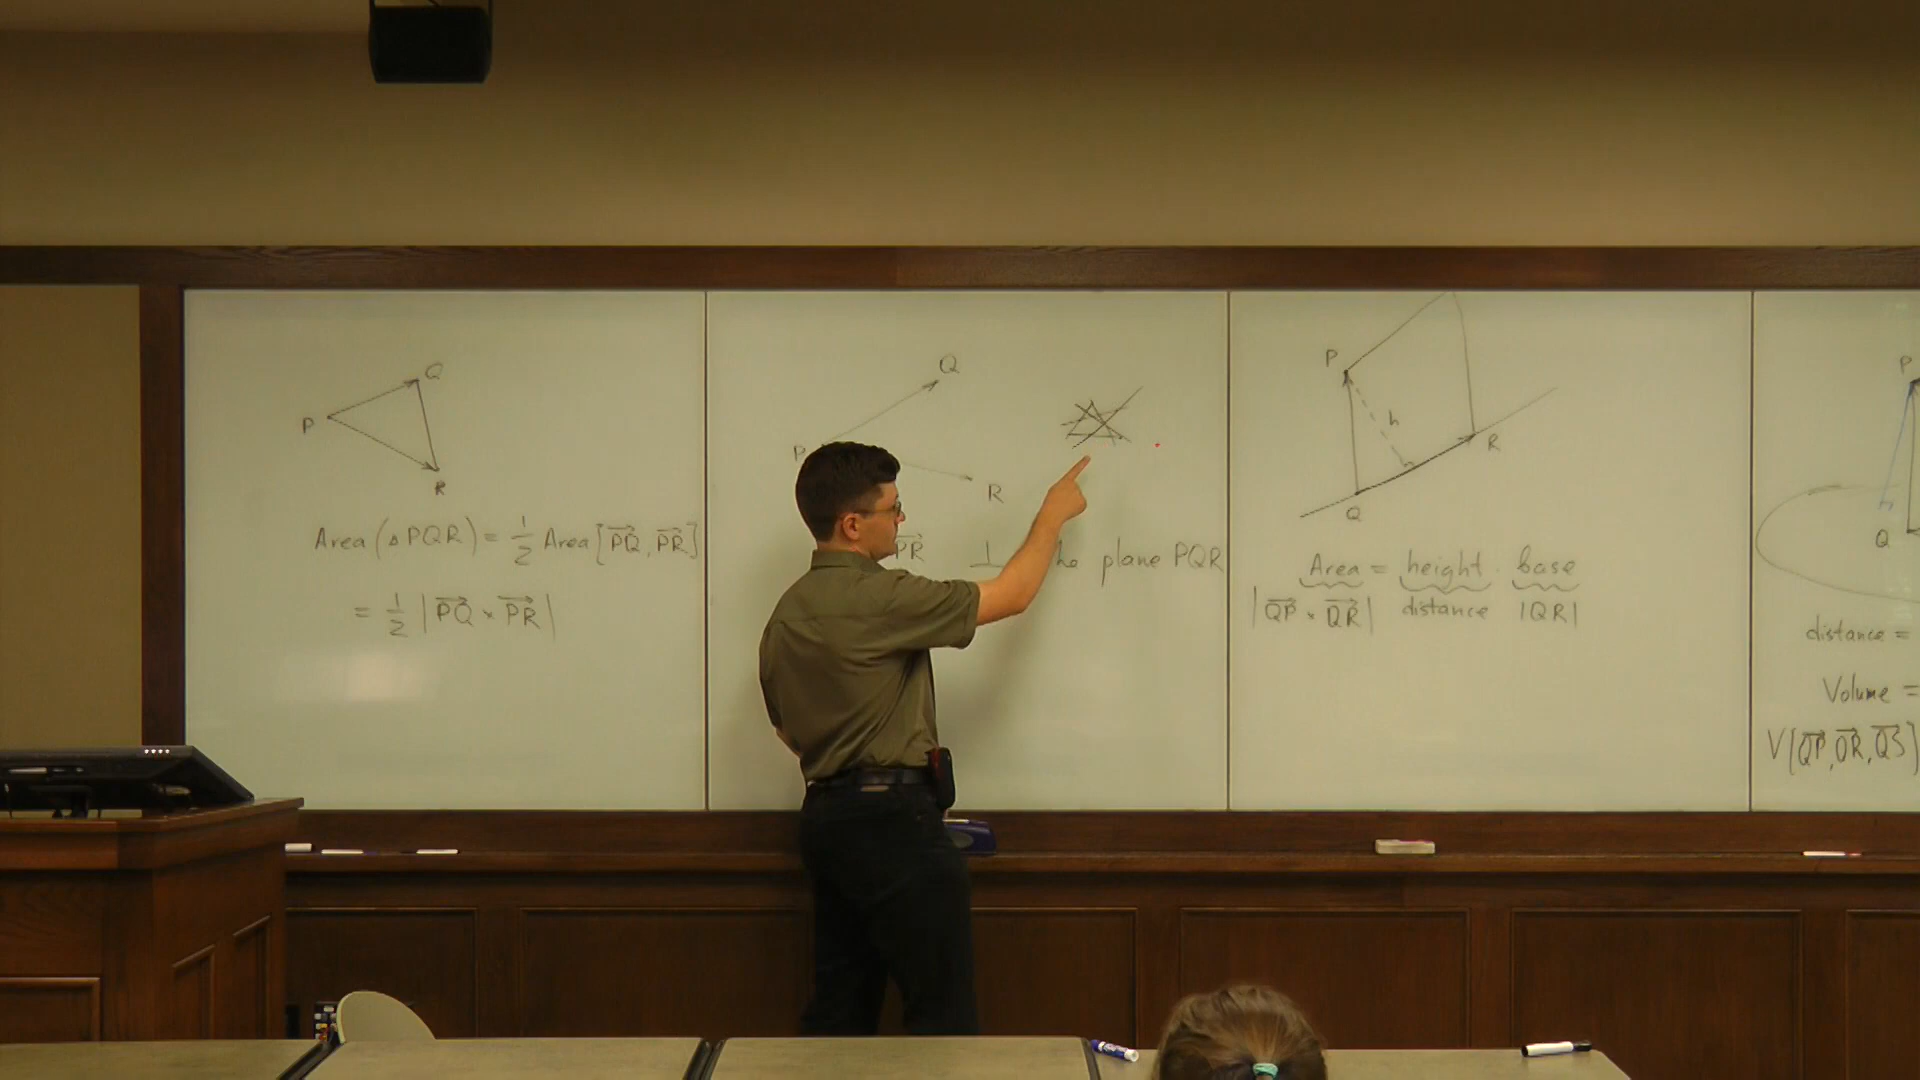 P
Q
R
Area (△PQR) = 1/2 Area [PQ⃗, PR⃗]
= 1/2 |PQ⃗ × PR⃗|
Q
P
R
PR⃗ ⊥ plane PQR
P
h
R
Q
Area = height · base
|QP⃗ × QR⃗| distance |QR|
P
Q
distance =
Volume =
V[QP⃗, QR⃗, QS⃗]